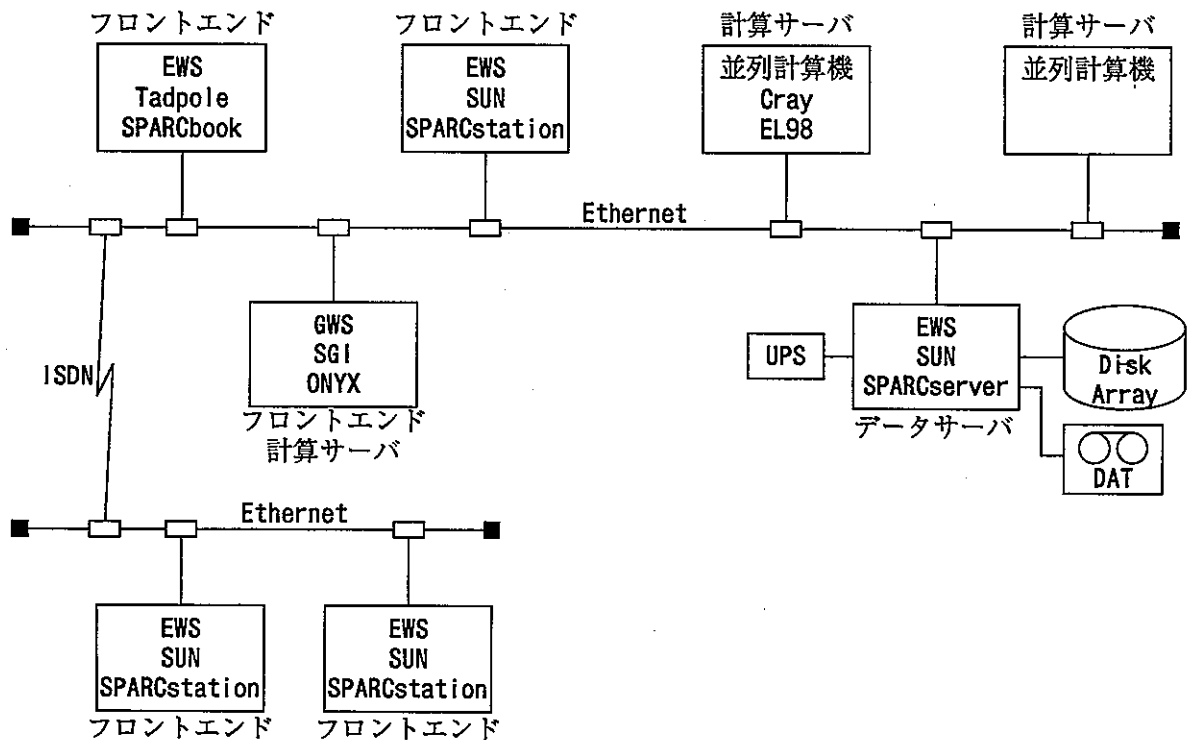 フロントエンド
EWS
Tadpole
SPARCbook
フロントエンド
EWS
SUN
SPARCstation
計算サーバ
並列計算機
Cray
EL98
計算サーバ
並列計算機
Ethernet
ISDN
GWS
SGI
ONYX
フロントエンド
計算サーバ
UPS
EWS
SUN
SPARCserver
データサーバ
Disk
Array
DAT
Ethernet
EWS
SUN
SPARCstation
フロントエンド
EWS
SUN
SPARCstation
フロントエンド